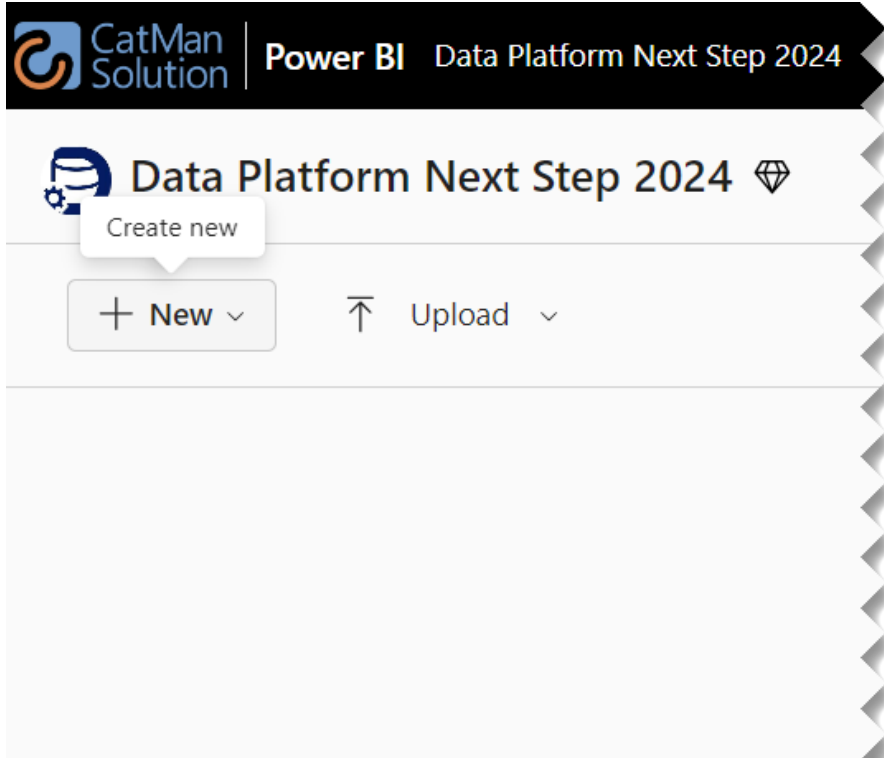 CatMan
Solution
Power BI Data Platform Next Step 2024
Data Platform Next Step 2024
Create new
New
Upload